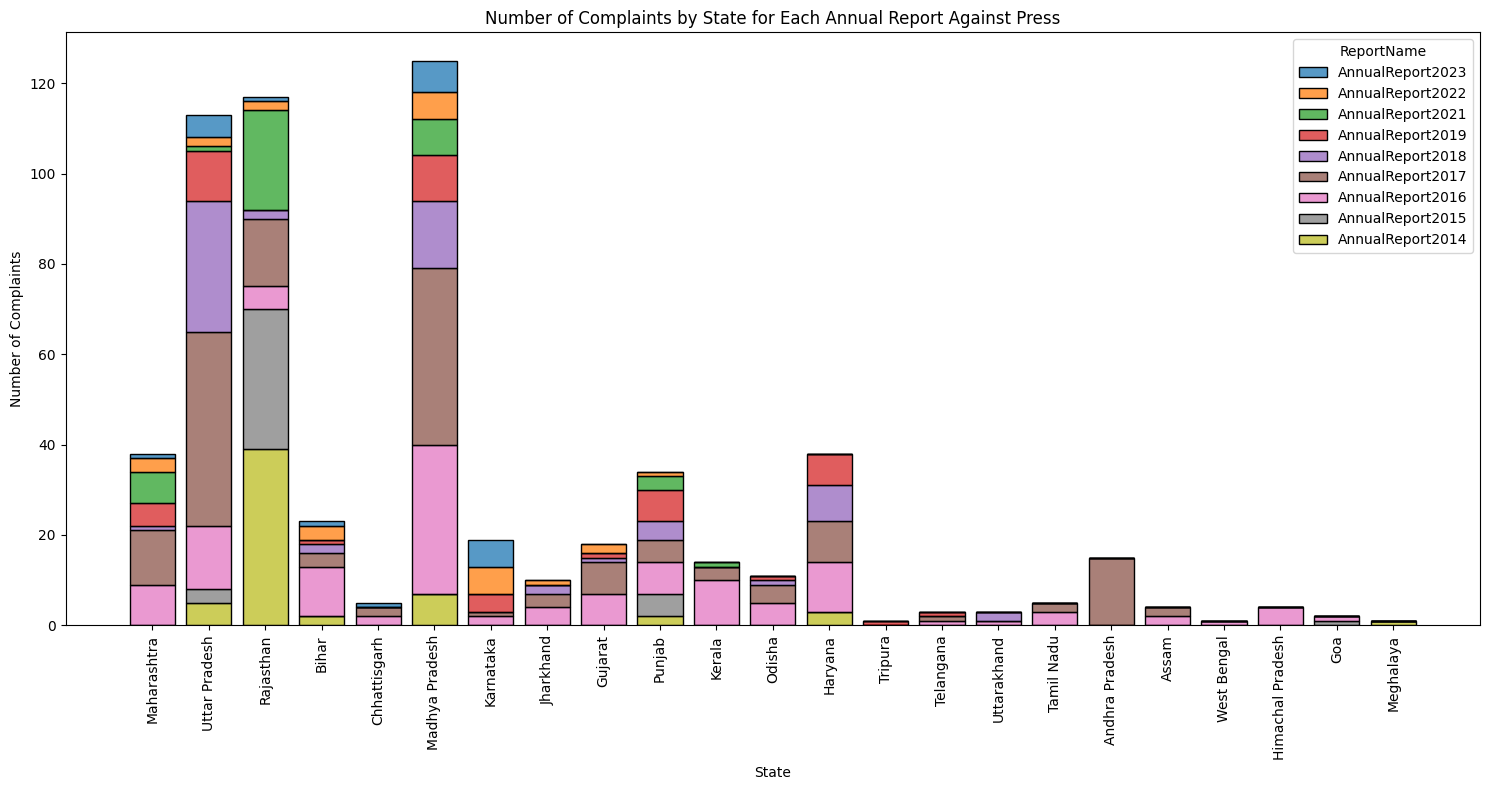 Number of Complaints by State for Each Annual Report Against Press
ReportName
AnnualReport2023
AnnualReport2022
AnnualReport2021
AnnualReport2019
AnnualReport2018
AnnualReport2017
AnnualReport2016
AnnualReport2015
AnnualReport2014
Number of Complaints
120
100
80
60
40
20
0
Maharashtra
Uttar Pradesh
Rajasthan
Bihar
Chhattisgarh
Madhya Pradesh
Karnataka
Jharkhand
Gujarat
Punjab
Kerala
Odisha
Haryana
Tripura
Telangana
Uttarakhand
Tamil Nadu
Andhra Pradesh
Assam
West Bengal
Himachal Pradesh
Goa
Meghalaya
State